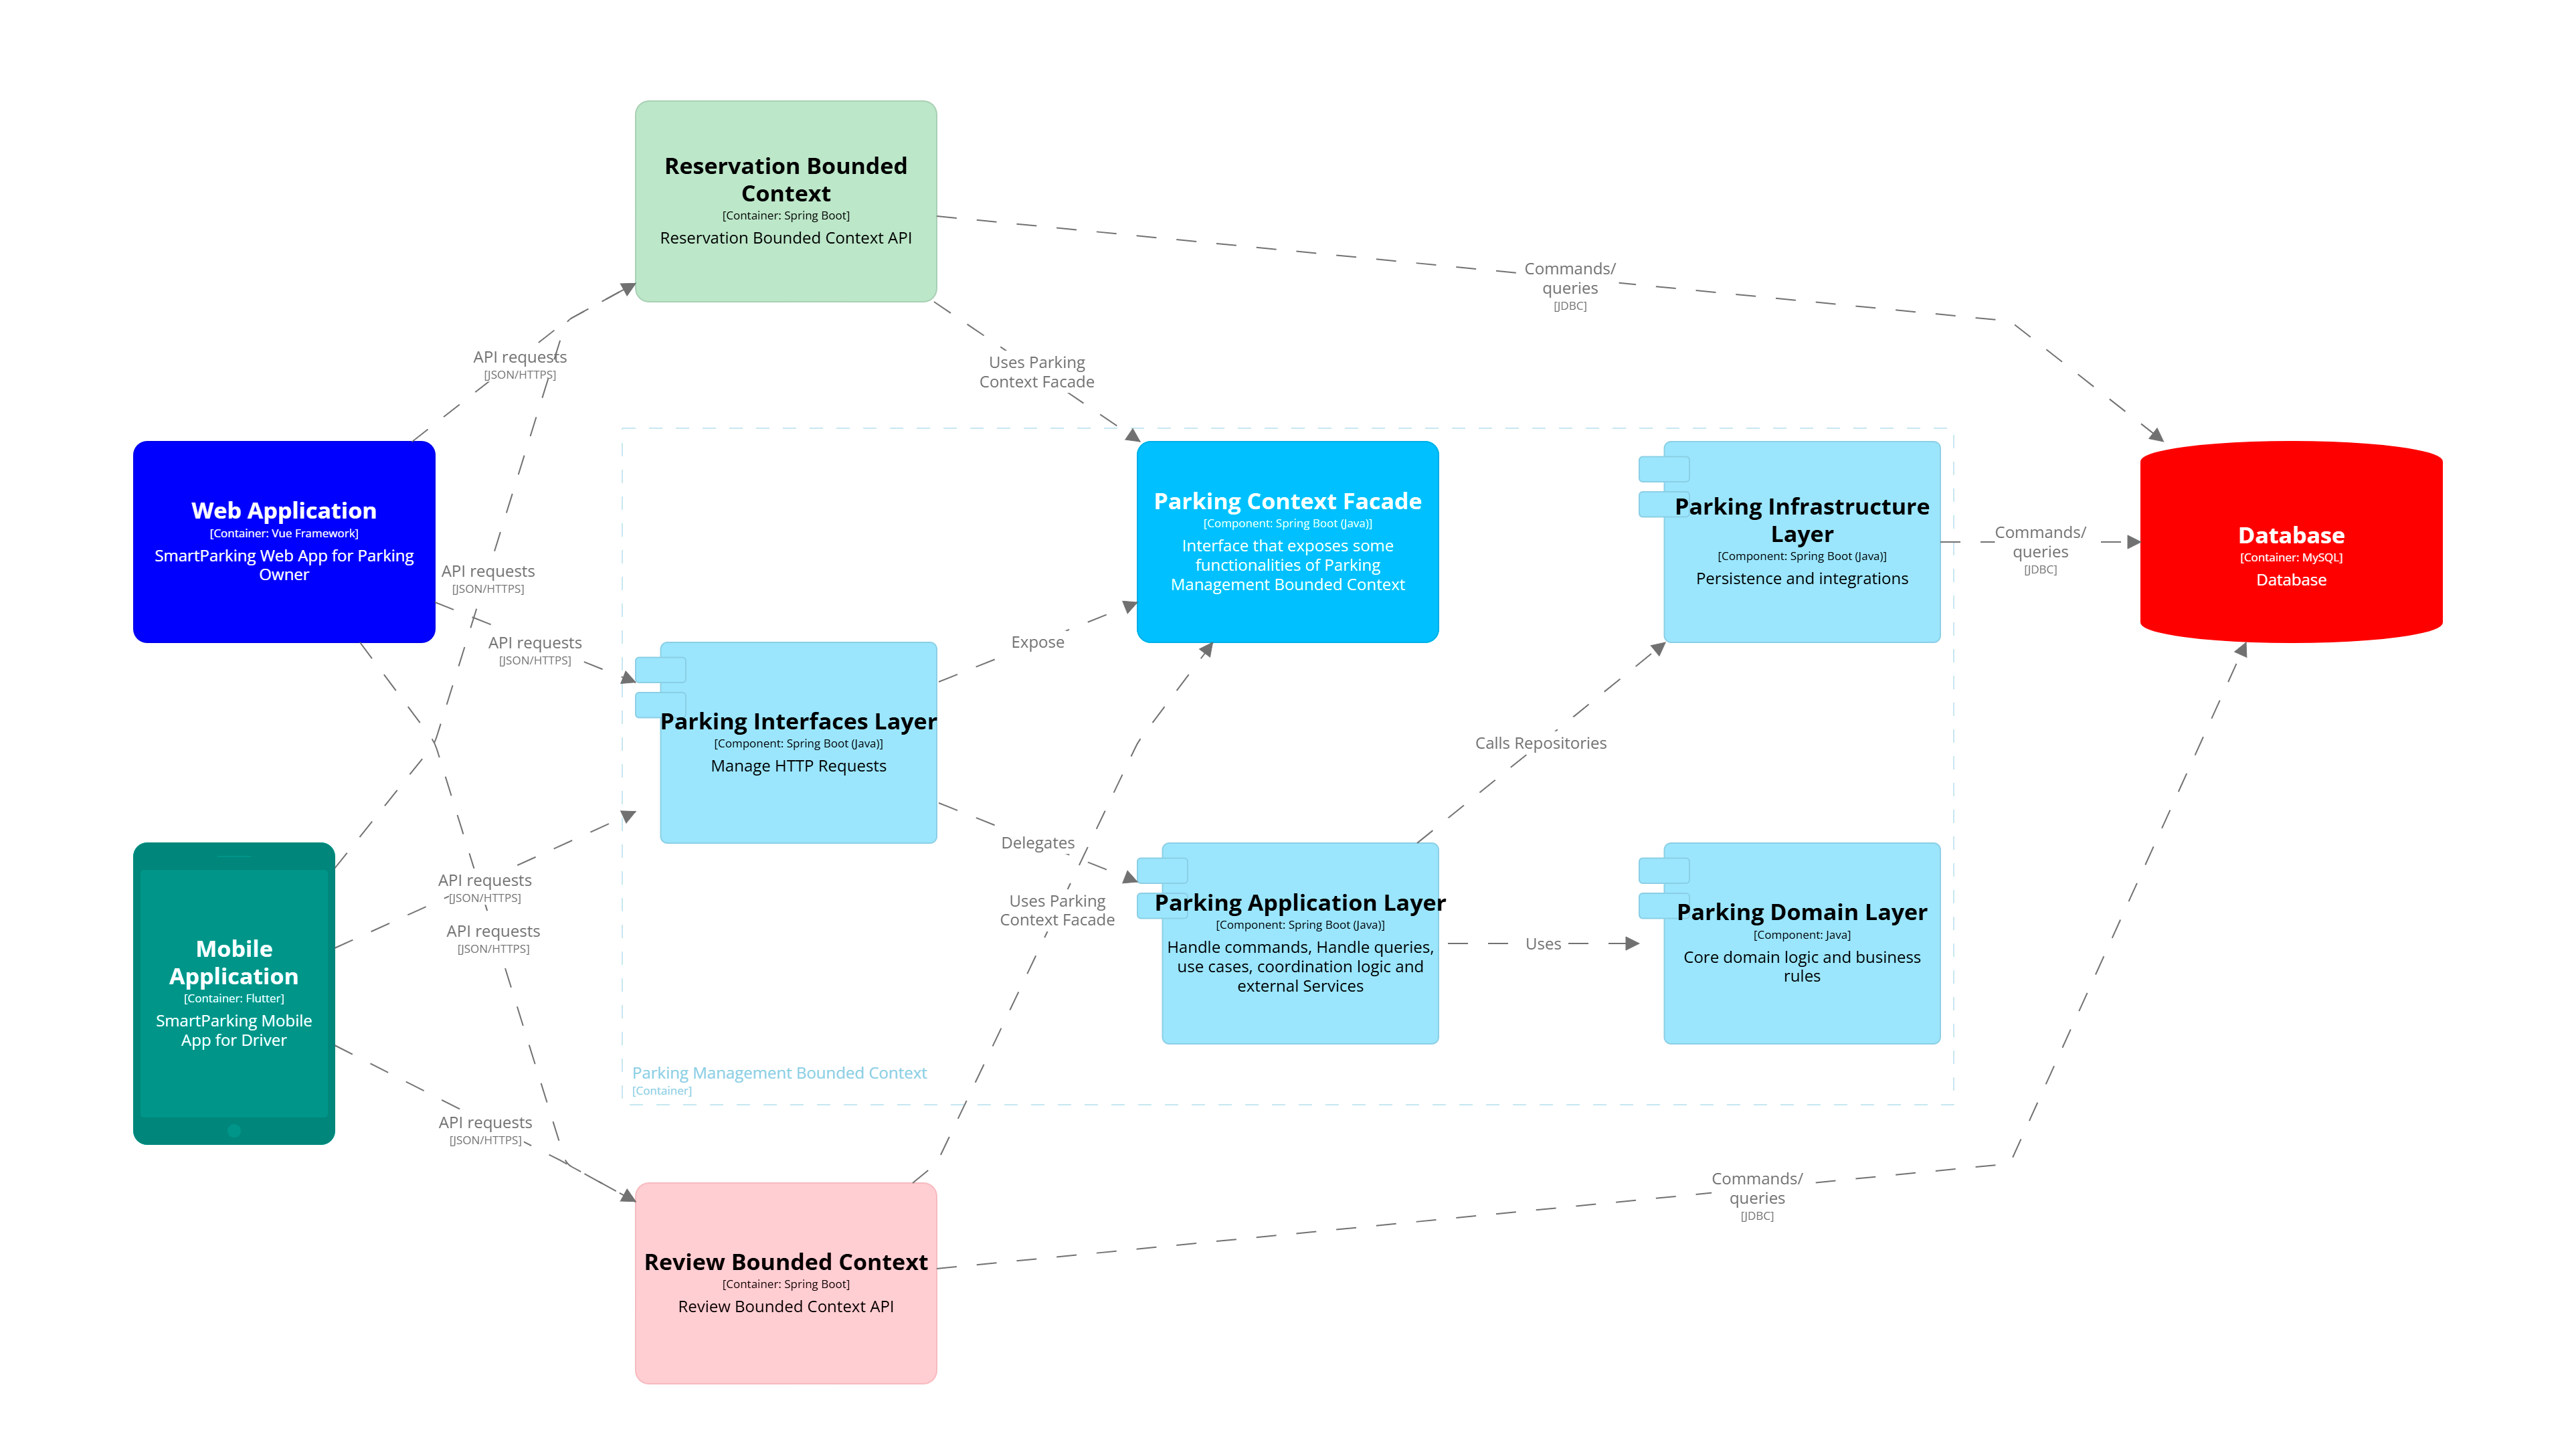 Reservation Bounded
Context
[Container: Spring Boot]
Reservation Bounded Context API
Commands/
queries
[JDBC]
API requests
[JSON/HTTPS]
Uses Parking
Context Facade
Web Application
[Container: Vue Framework]
SmartParking Web App for Parking
Owner
API requests
[JSON/HTTPS]
API requests
[JSON/HTTPS]
Parking Context Facade
[Component: Spring Boot (Java)]
Interface that exposes some
functionalities of Parking
Management Bounded Context
Parking Infrastructure
Layer
[Component: Spring Boot (Java)]
Persistence and integrations
Commands/
queries
[JDBC]
Database
[Container: MySQL]
Database
Expose
Parking Interfaces Layer
[Component: Spring Boot (Java)]
Manage HTTP Requests
Calls Repositories
Delegates
Mobile
Application
[Container: Flutter]
SmartParking Mobile
App for Driver
API requests
[JSON/HTTPS]
API requests
[JSON/HTTPS]
Uses Parking
Context Facade
Parking Application Layer
[Component: Spring Boot (Java)]
Handle commands, Handle queries,
use cases, coordination logic and
external Services
Uses
Parking Domain Layer
[Component: Java]
Core domain logic and business
rules
Parking Management Bounded Context
[Container]
API requests
[JSON/HTTPS]
Commands/
queries
[JDBC]
Review Bounded Context
[Container: Spring Boot]
Review Bounded Context API